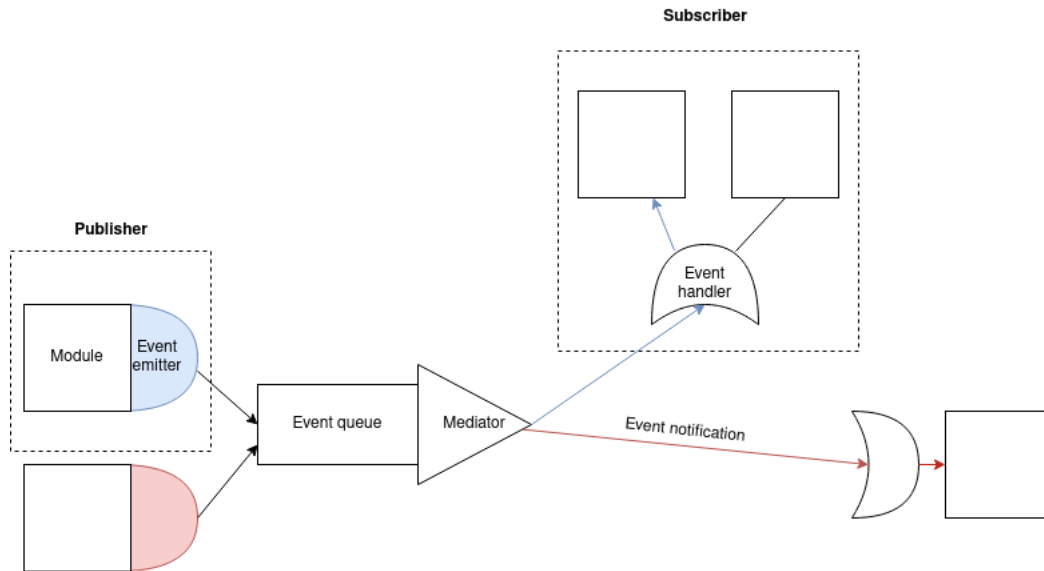 Subscriber
Publisher
Event
handler
Module
Event
emitter
Event queue
Mediator
Event notification